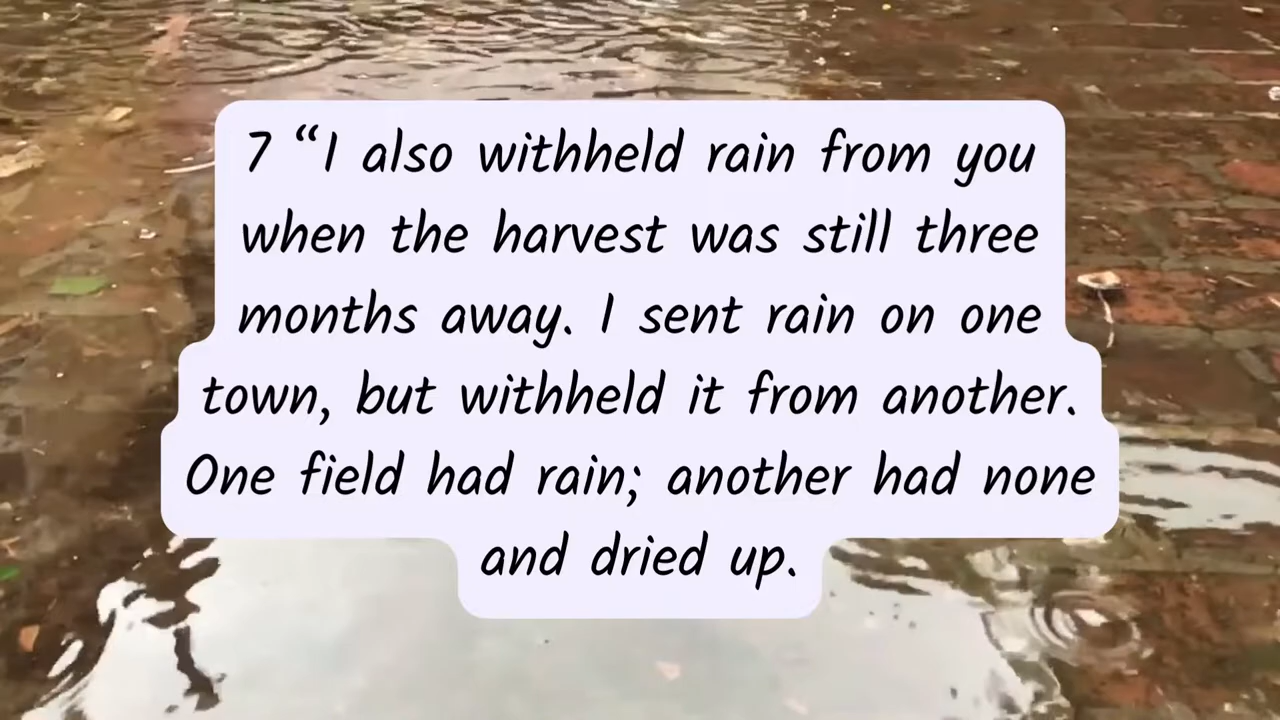 7 “I also withheld rain from you
when the harvest was still three
months away. I sent rain on one
town, but withheld it from another.
One field had rain; another had none
and dried up.